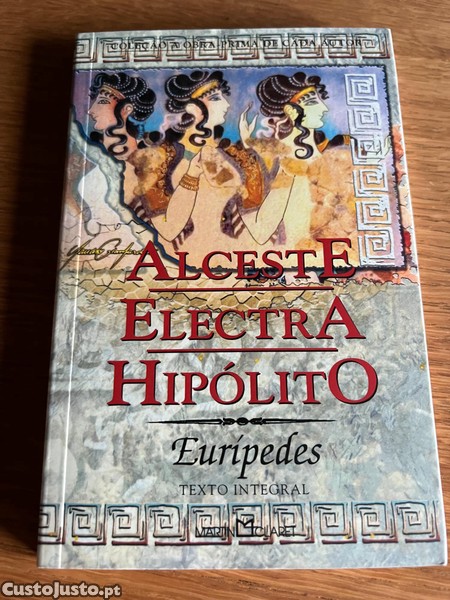 COLEÇÃO A OBRA-PRIMA DE CADA AUTOR
ALCESTE
ELECTRA
HIPÓLITO
Eurípedes
TEXTO INTEGRAL
MARTIN CLARET
CustoJusto.pt